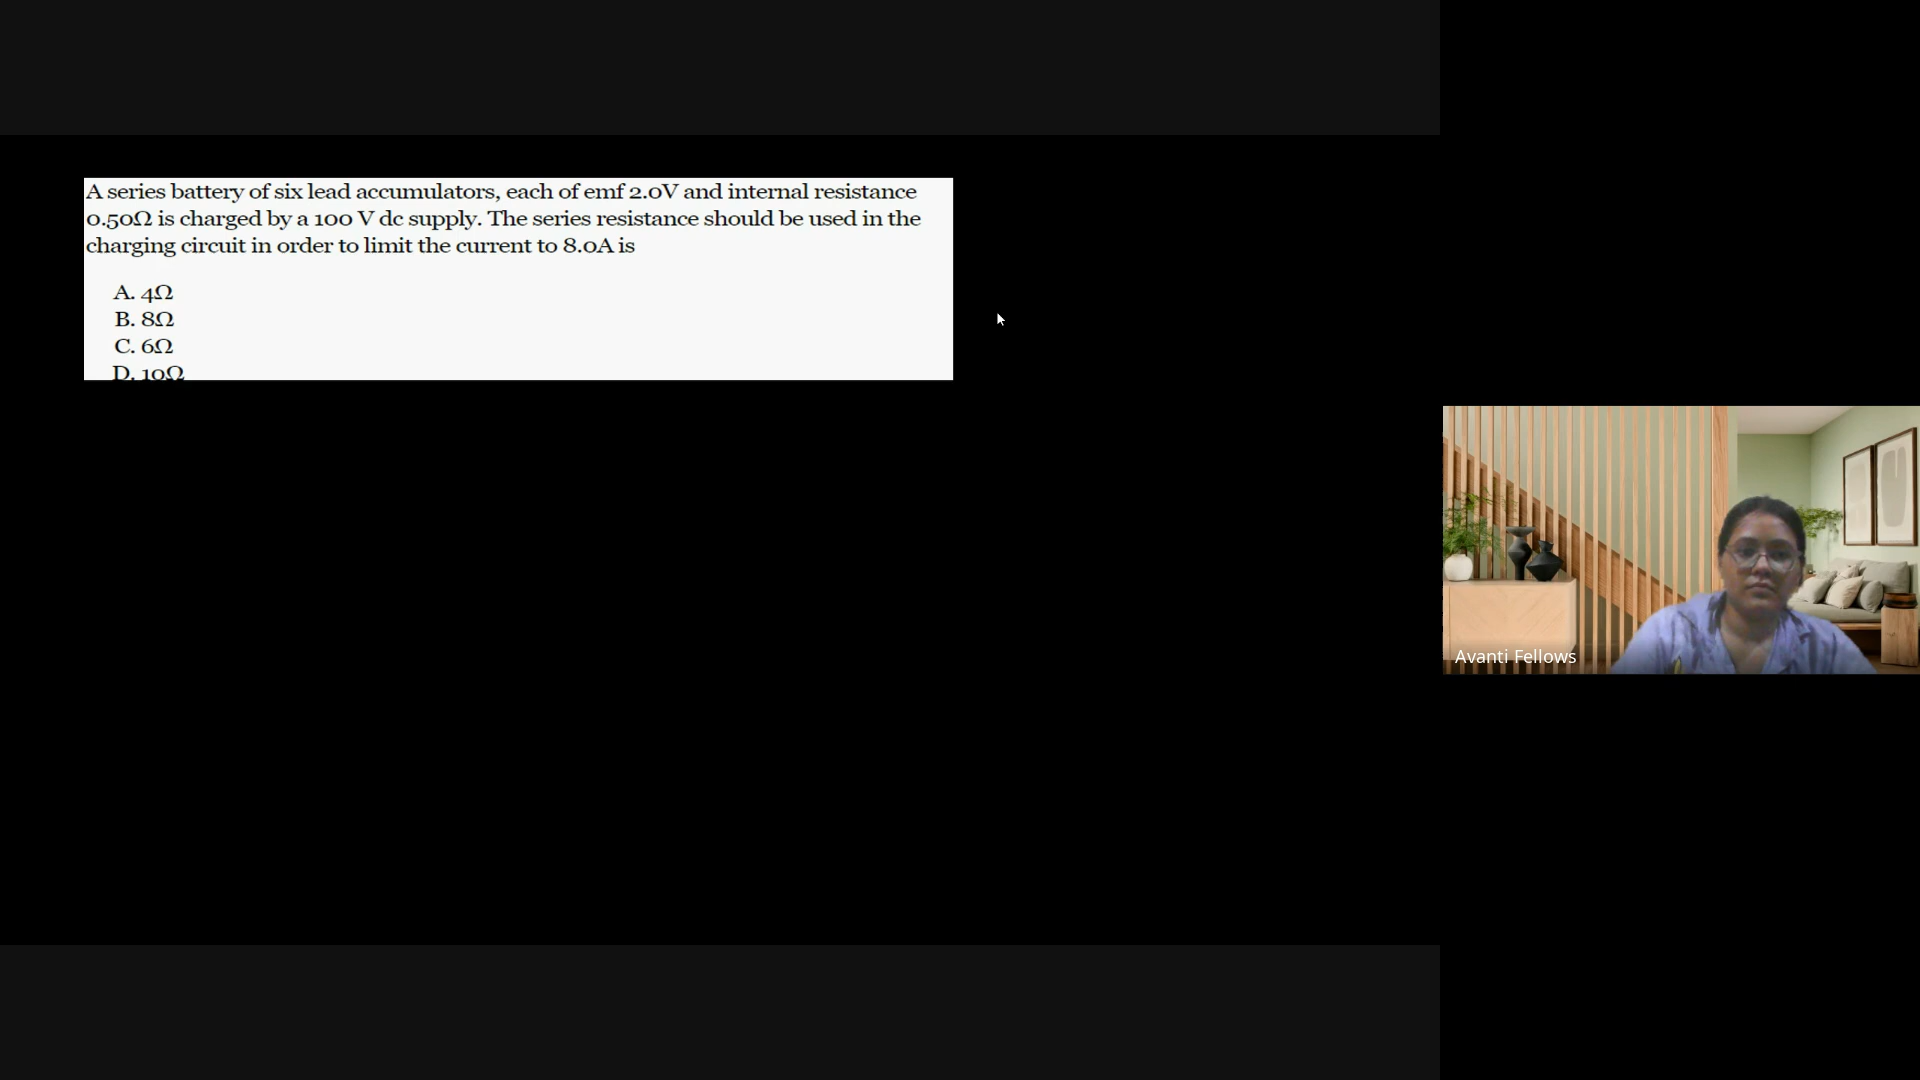 A series battery of six lead accumulators, each of emf 2.0V and internal resistance
0.50Ω is charged by a 100 V dc supply. The series resistance should be used in the
charging circuit in order to limit the current to 8.0A is
A. 4Ω
B. 8Ω
C. 6Ω
D. 10Ω
Avanti Fellows